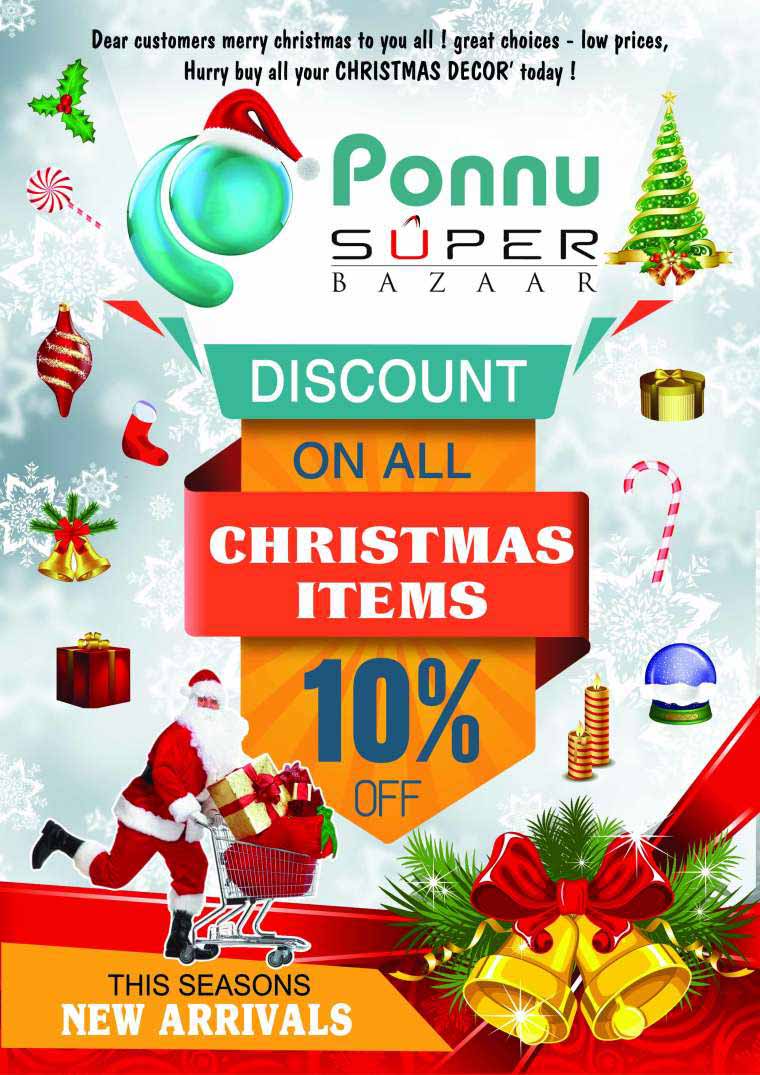 Dear customers merry christmas to you all ! great choices - low prices,
Hurry buy all your CHRISTMAS DECOR' today !
Ponnu
SUPER
BAZAAR
DISCOUNT
ON ALL
CHRISTMAS
ITEMS
10%
OFF
THIS SEASONS
NEW ARRIVALS